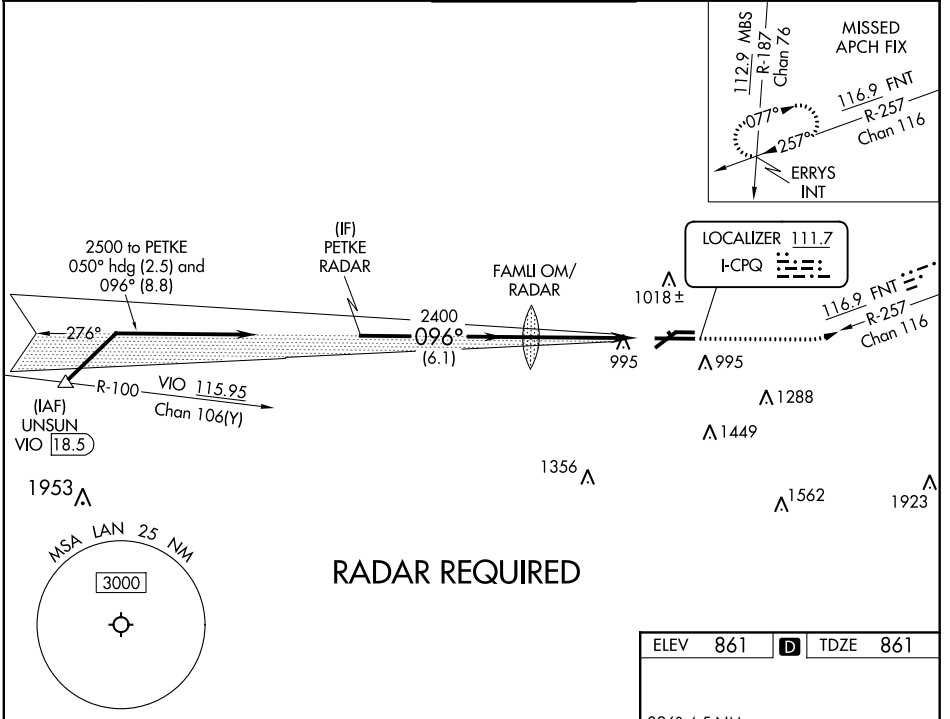 112.9 MBS
R-187
Chan 76
MISSED
APCH FIX
116.9 FNT
R-257
Chan 116
077°
257°
ERRYS
INT
2500 to PETKE
050° hdg (2.5) and
096° (8.8)
(IF)
PETKE
RADAR
FAMLI OM/
RADAR
LOCALIZER 111.7
I-CPQ
1018 ±
116.9 FNT
R-257
Chan 116
276°
2400
096°
(6.1)
995
995
R-100
VIO 115.95
Chan 106(Y)
(IAF)
UNSUN
VIO 18.5
1288
1449
1356
1953
1562
1923
MSA LAN 25 NM
3000
RADAR REQUIRED
ELEV 861 D TDZE 861